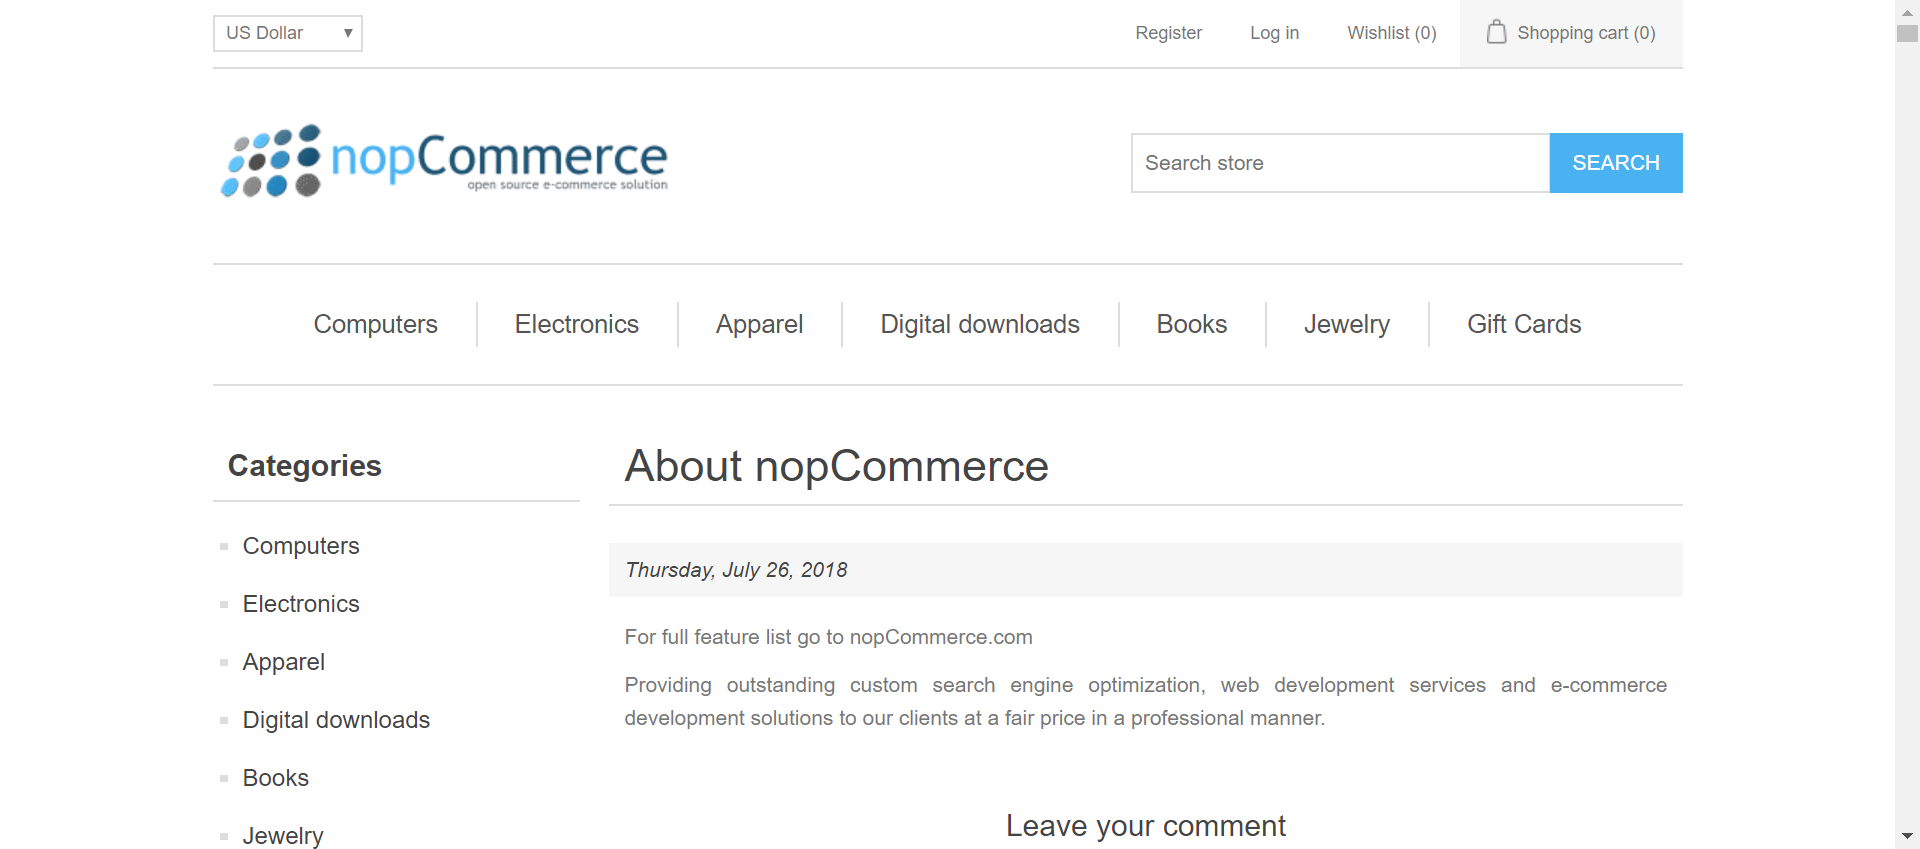 US Dollar
Register
Log in
Wishlist (0)
Shopping cart (0)
nopCommerce
open source e-commerce solution
Search store
SEARCH
Computers
Electronics
Apparel
Digital downloads
Books
Jewelry
Gift Cards
Categories
Computers
Electronics
Apparel
Digital downloads
Books
Jewelry
About nopCommerce
Thursday, July 26, 2018
For full feature list go to nopCommerce.com
Providing outstanding custom search engine optimization, web development services and e-commerce
development solutions to our clients at a fair price in a professional manner.
Leave your comment